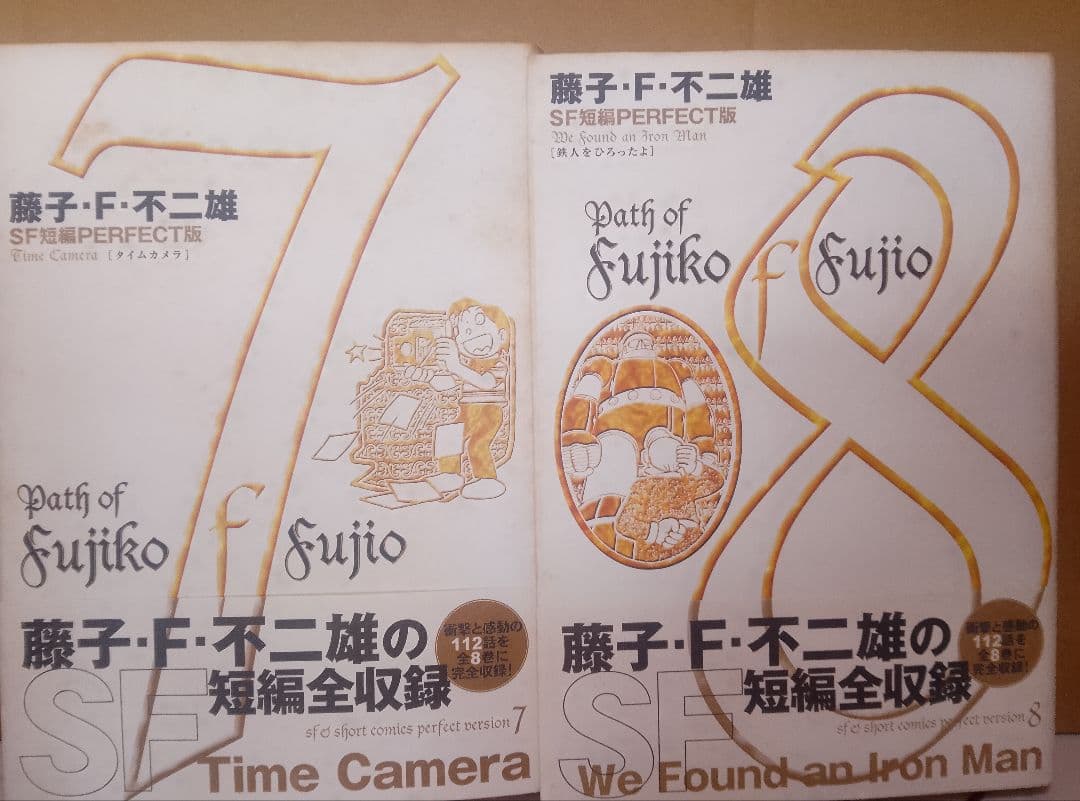 7
藤子・F・不二雄
SF短編PERFECT版
Time Camera [タイムカメラ]
Path of
Fujiko f Fujio
藤子・F・不二雄の
SF短編全収録
衝撃と感動の
112話を
全8巻に
完全収録!
sf & short comics perfect version 7
Time Camera
8
藤子・F・不二雄
SF短編PERFECT版
We Found an Iron Man
[鉄人をひろったよ]
Path of
Fujiko f Fujio
藤子・F・不二雄の
SF短編全収録
衝撃と感動の
112話を
全8巻に
完全収録!
sf & short comics perfect version 8
We Found an Iron Man